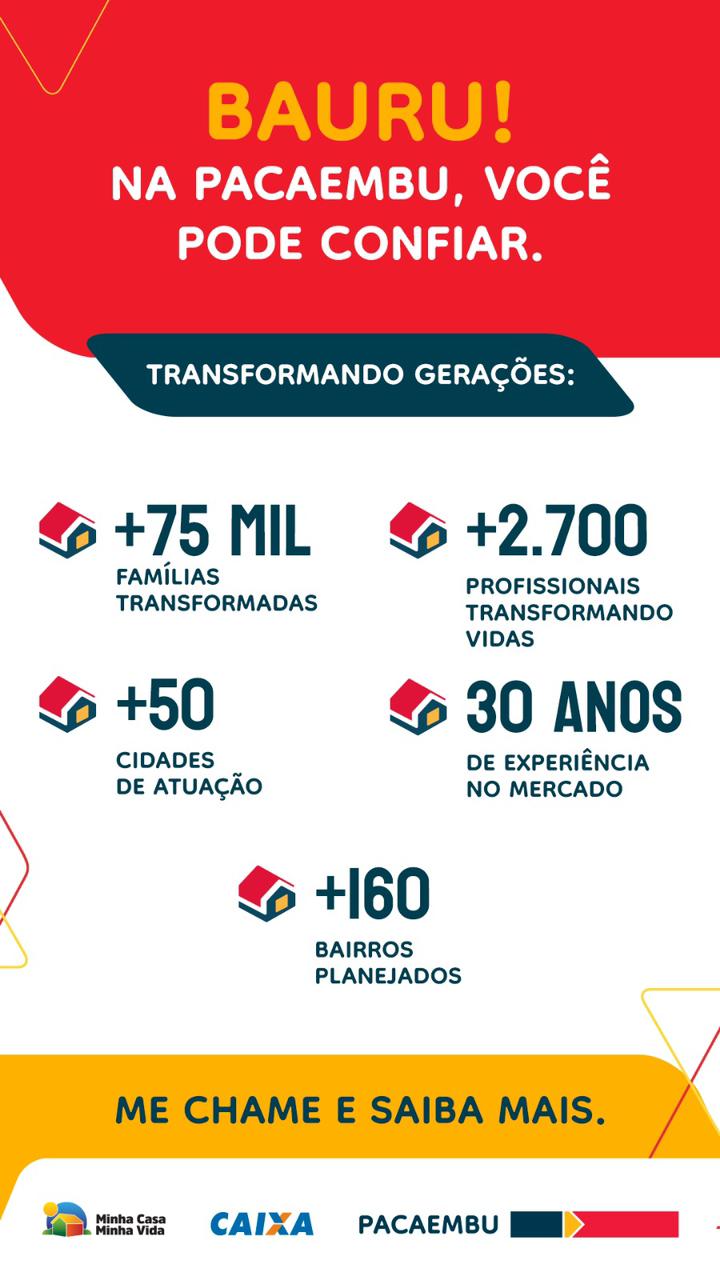 BAURU!
NA PACAEMBU, VOCÊ
PODE CONFIAR.
TRANSFORMANDO GERAÇÕES:
+75 MIL
FAMÍLIAS
TRANSFORMADAS
+2.700
PROFISSIONAIS
TRANSFORMANDO
VIDAS
+50
CIDADES
DE ATUAÇÃO
30 ANOS
DE EXPERIÊNCIA
NO MERCADO
+160
BAIRROS
PLANEJADOS
ME CHAME E SAIBA MAIS.
Minha Casa
Minha Vida
CAIXA
PACAEMBU